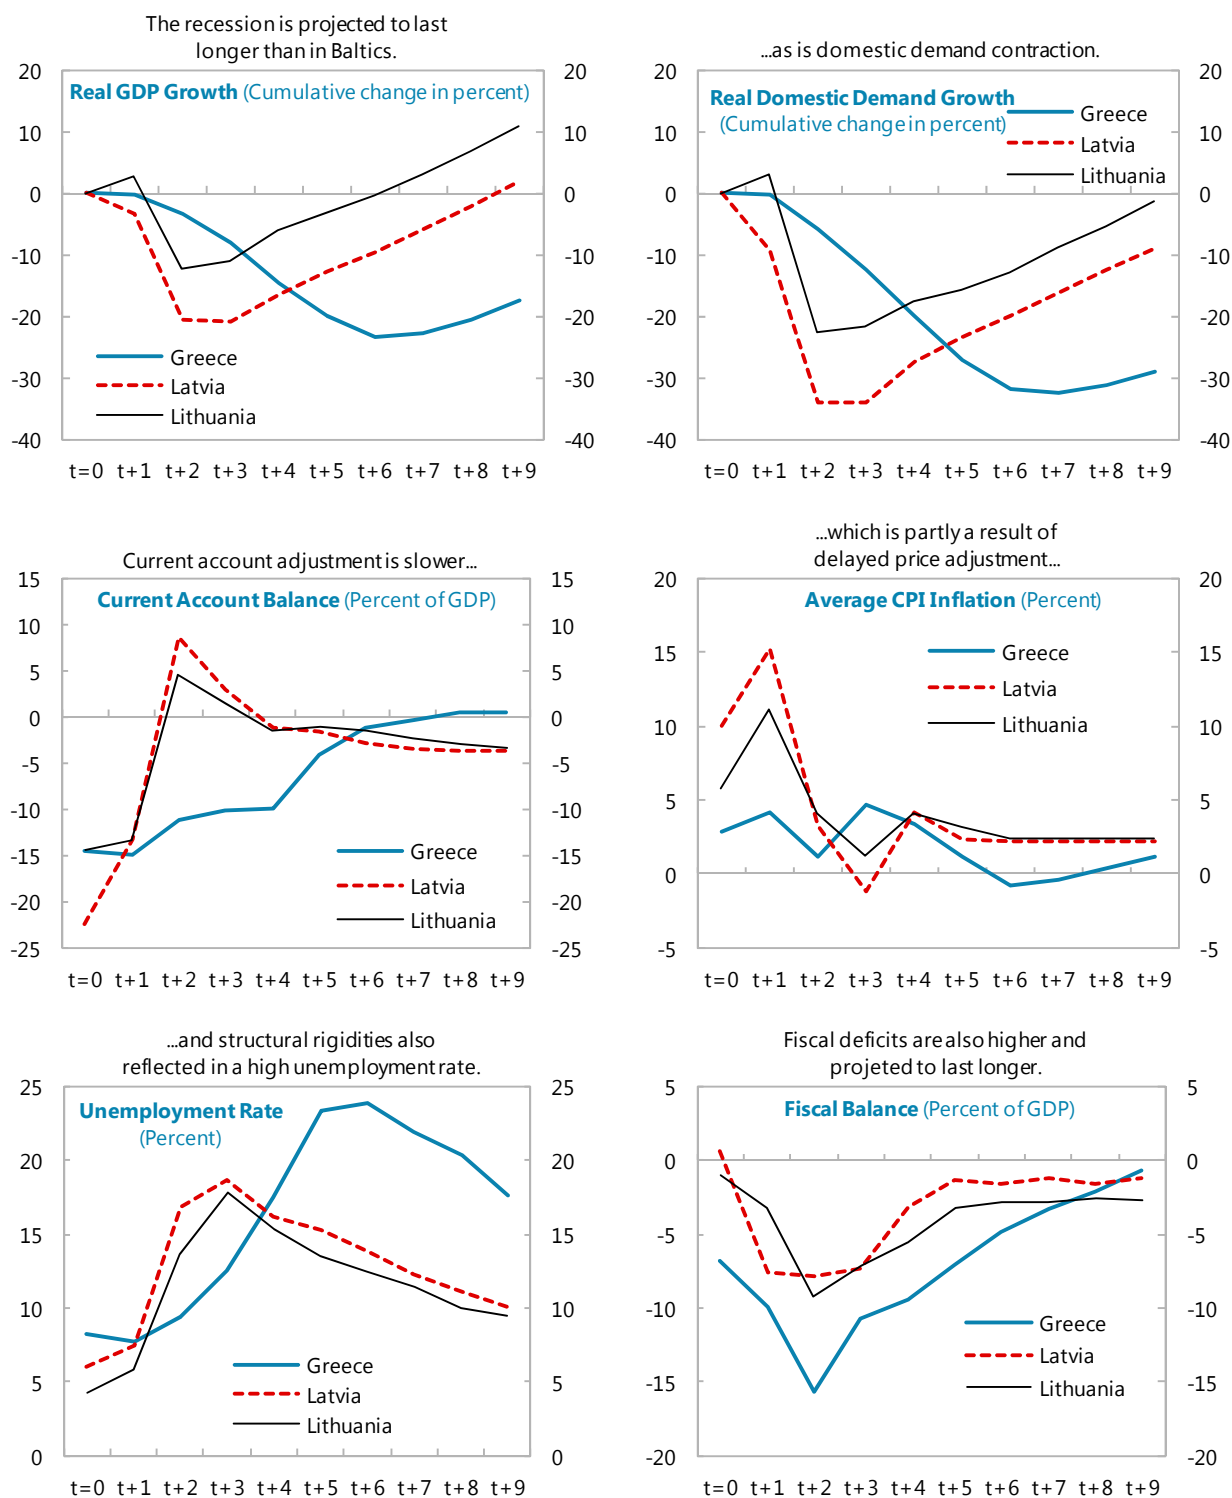 The recession is projected to last
longer than in Baltics.
Real GDP Growth (Cumulative change in percent)
20
10
0
-10
-20
-30
-40
20
10
0
-10
-20
-30
-40
Greece
Latvia
Lithuania
t=0 t+1 t+2 t+3 t+4 t+5 t+6 t+7 t+8 t+9
...as is domestic demand contraction.
Real Domestic Demand Growth
(Cumulative change in percent)
20
10
0
-10
-20
-30
-40
20
10
0
-10
-20
-30
-40
Greece
Latvia
Lithuania
t=0 t+1 t+2 t+3 t+4 t+5 t+6 t+7 t+8 t+9
Current account adjustment is slower...
Current Account Balance (Percent of GDP)
15
10
5
0
-5
-10
-15
-20
-25
15
10
5
0
-5
-10
-15
-20
-25
Greece
Latvia
Lithuania
t=0 t+1 t+2 t+3 t+4 t+5 t+6 t+7 t+8 t+9
...which is partly a result of
delayed price adjustment...
Average CPI Inflation (Percent)
20
15
10
5
0
-5
20
15
10
5
0
-5
Greece
Latvia
Lithuania
t=0 t+1 t+2 t+3 t+4 t+5 t+6 t+7 t+8 t+9
...and structural rigidities also
reflected in a high unemployment rate.
Unemployment Rate
(Percent)
25
20
15
10
5
0
25
20
15
10
5
0
Greece
Latvia
Lithuania
t=0 t+1 t+2 t+3 t+4 t+5 t+6 t+7 t+8 t+9
Fiscal deficits are also higher and
projeted to last longer.
Fiscal Balance (Percent of GDP)
5
0
-5
-10
-15
-20
5
0
-5
-10
-15
-20
Greece
Latvia
Lithuania
t=0 t+1 t+2 t+3 t+4 t+5 t+6 t+7 t+8 t+9